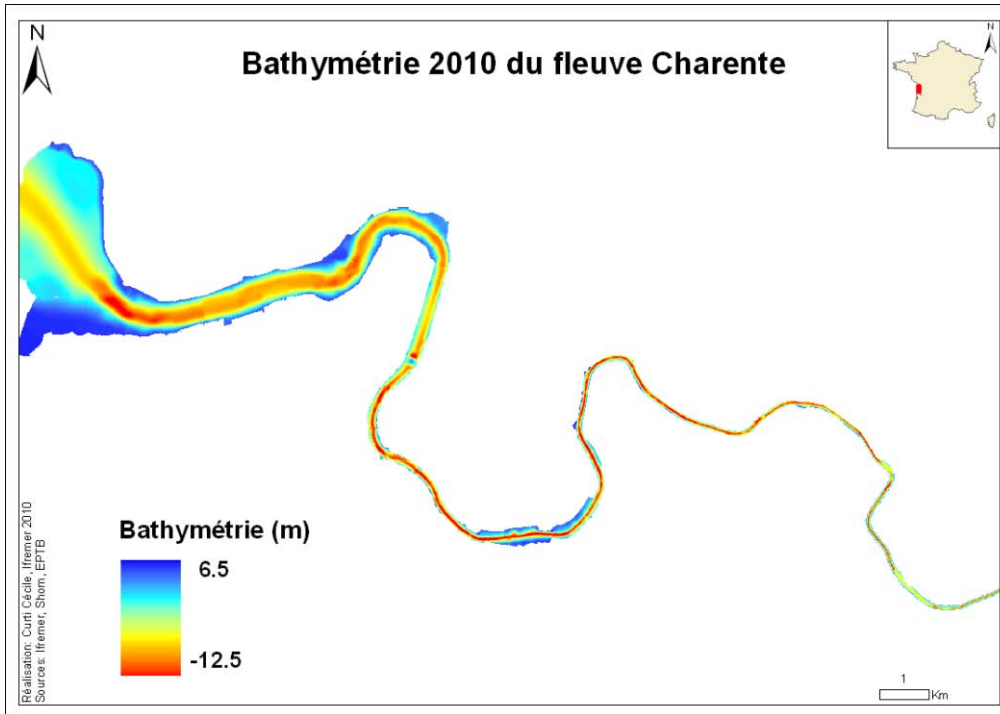 N
Bathymétrie 2010 du fleuve Charente
N
Bathymétrie (m)
6.5
-12.5
Réalisation: Curti Cécile, Ifremer 2010
Sources: Ifremer, Shom, EPTB
1
Km